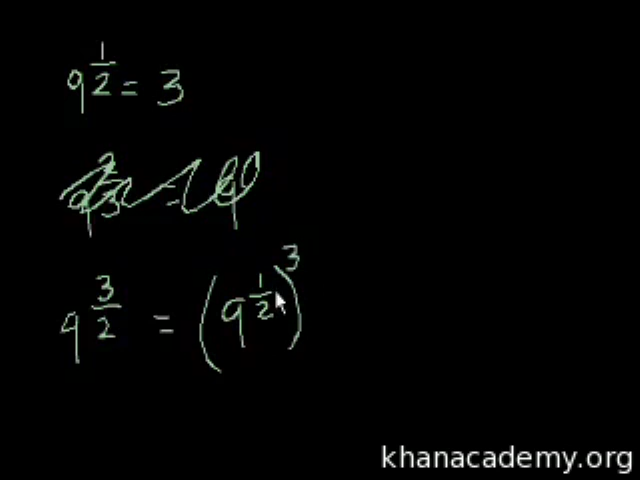 9^{1/2} = 3
9^{3/2} = (9^{1/2})^3
khanacademy.org